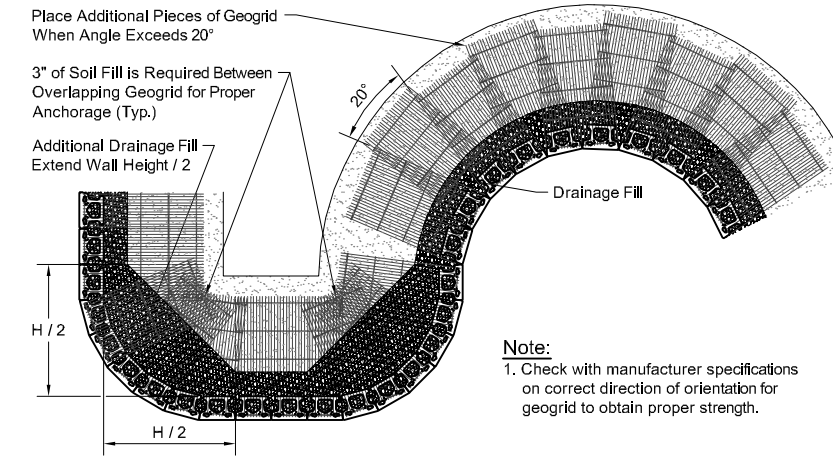 Place Additional Pieces of Geogrid
When Angle Exceeds 20°
3" of Soil Fill is Required Between
Overlapping Geogrid for Proper
Anchorage (Typ.)
Additional Drainage Fill
Extend Wall Height / 2
20°
Drainage Fill
H / 2
H / 2
Note:
1. Check with manufacturer specifications
on correct direction of orientation for
geogrid to obtain proper strength.